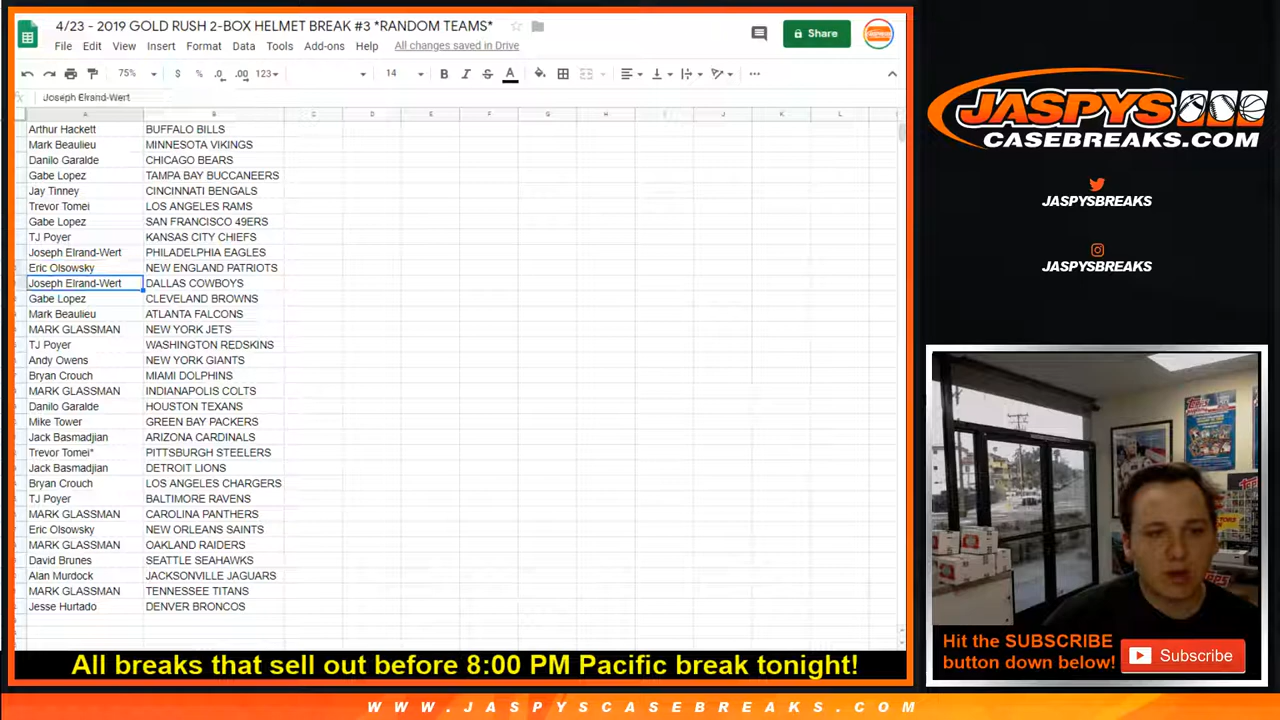 4/23 - 2019 GOLD RUSH 2-BOX HELMET BREAK #3 *RANDOM TEAMS*
File Edit View Insert Format Data Tools Add-ons Help All changes saved in Drive
Share
75% $ % .0 .00 123 14 B I S A
Joseph Elrand-Wert
A B C D E F G H I J K L
Arthur Hackett BUFFALO BILLS
Mark Beaulieu MINNESOTA VIKINGS
Danilo Garalde CHICAGO BEARS
Gabe Lopez TAMPA BAY BUCCANEERS
Jay Tinney CINCINNATI BENGALS
Trevor Tomei LOS ANGELES RAMS
Gabe Lopez SAN FRANCISCO 49ERS
TJ Poyer KANSAS CITY CHIEFS
Joseph Elrand-Wert PHILADELPHIA EAGLES
Eric Olsowsky NEW ENGLAND PATRIOTS
Joseph Elrand-Wert DALLAS COWBOYS
Gabe Lopez CLEVELAND BROWNS
Mark Beaulieu ATLANTA FALCONS
MARK GLASSMAN NEW YORK JETS
TJ Poyer WASHINGTON REDSKINS
Andy Owens NEW YORK GIANTS
Bryan Crouch MIAMI DOLPHINS
MARK GLASSMAN INDIANAPOLIS COLTS
Danilo Garalde HOUSTON TEXANS
Mike Tower GREEN BAY PACKERS
Jack Basmadjian ARIZONA CARDINALS
Trevor Tomei* PITTSBURGH STEELERS
Jack Basmadjian DETROIT LIONS
Bryan Crouch LOS ANGELES CHARGERS
TJ Poyer BALTIMORE RAVENS
MARK GLASSMAN CAROLINA PANTHERS
Eric Olsowsky NEW ORLEANS SAINTS
MARK GLASSMAN OAKLAND RAIDERS
David Brunes SEATTLE SEAHAWKS
Alan Murdock JACKSONVILLE JAGUARS
MARK GLASSMAN TENNESSEE TITANS
Jesse Hurtado DENVER BRONCOS
JASPYS
CASEBREAKS.COM
JASPYSBREAKS
JASPYSBREAKS
Topps
Hit the SUBSCRIBE
button down below!
Subscribe
All breaks that sell out before 8:00 PM Pacific break tonight!
WWW.JASPYSCASEBREAKS.COM